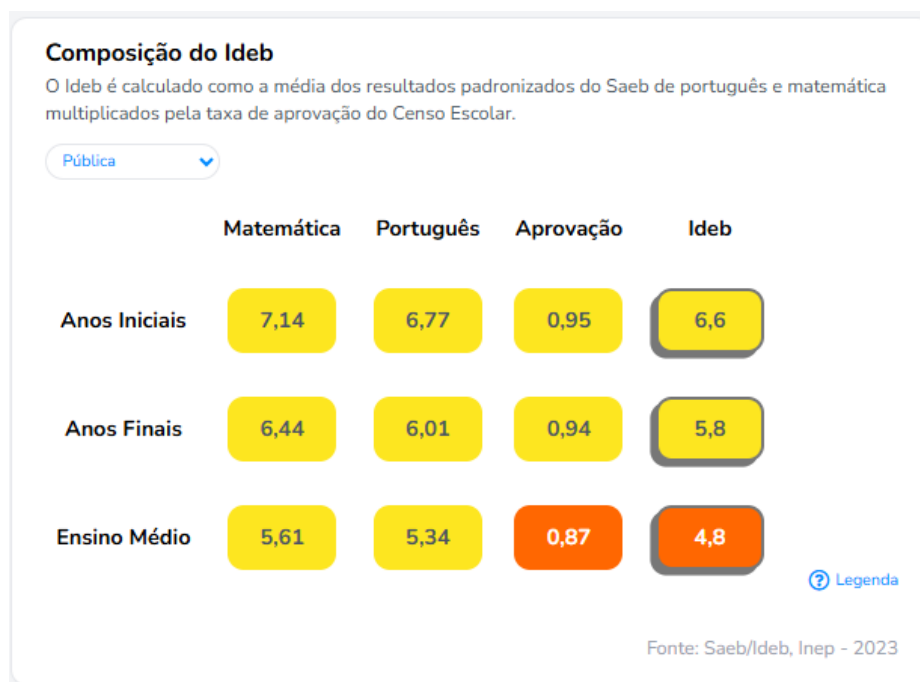 Composição do Ideb
O Ideb é calculado como a média dos resultados padronizados do Saeb de português e matemática
multiplicados pela taxa de aprovação do Censo Escolar.
Pública
Matemática Português Aprovação Ideb
Anos Iniciais 7,14 6,77 0,95 6,6
Anos Finais 6,44 6,01 0,94 5,8
Ensino Médio 5,61 5,34 0,87 4,8
? Legenda
Fonte: Saeb/Ideb, Inep - 2023